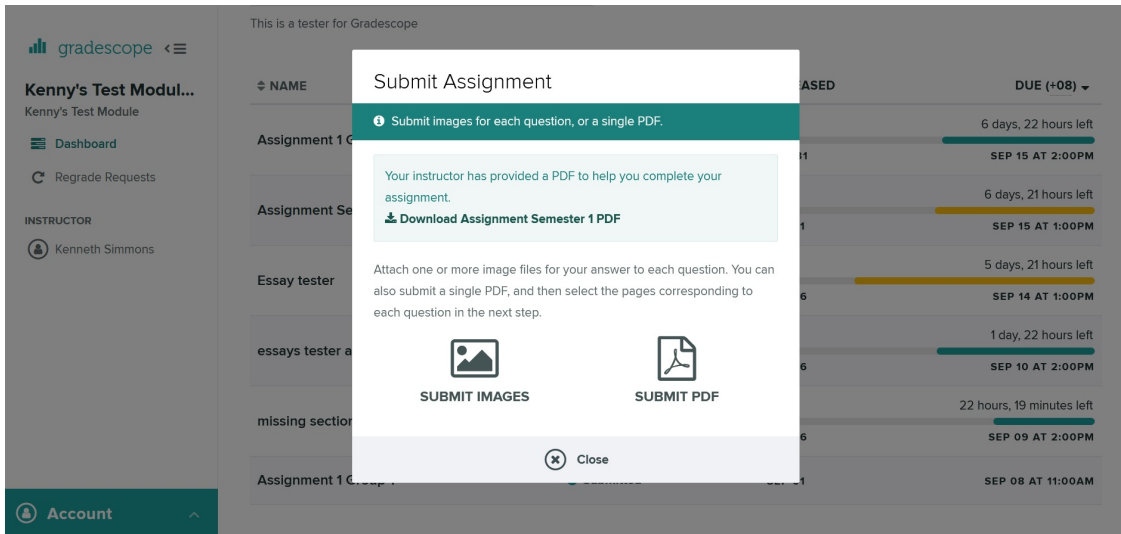 This is a tester for Gradescope
gradescope
Kenny's Test Modul...
Kenny's Test Module
Dashboard
Regrade Requests
INSTRUCTOR
Kenneth Simmons
Account
NAME
DUE (+08)
Submit Assignment
Submit images for each question, or a single PDF.
Your instructor has provided a PDF to help you complete your
assignment.
Download Assignment Semester 1 PDF
Attach one or more image files for your answer to each question. You can
also submit a single PDF, and then select the pages corresponding to
each question in the next step.
SUBMIT IMAGES
SUBMIT PDF
Close
Assignment 1
6 days, 22 hours left
SEP 15 AT 2:00PM
Assignment
6 days, 21 hours left
SEP 15 AT 1:00PM
Essay tester
5 days, 21 hours left
SEP 14 AT 1:00PM
essays tester
1 day, 22 hours left
SEP 10 AT 2:00PM
missing section
22 hours, 19 minutes left
SEP 09 AT 2:00PM
Assignment 1
SEP 08 AT 11:00AM